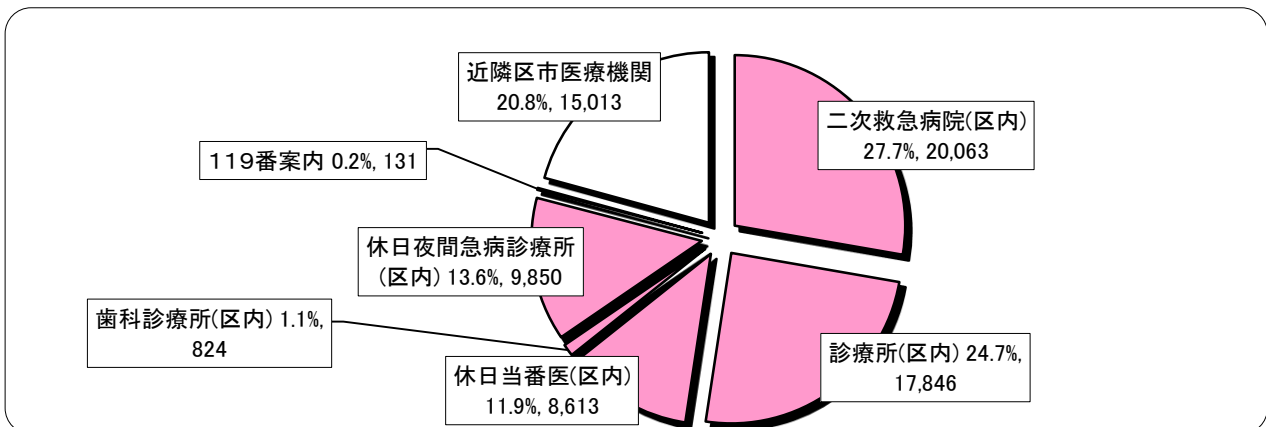 近隣区市医療機関
20.8%, 15,013
二次救急病院(区内)
27.7%, 20,063
１１９番案内 0.2%, 131
休日夜間急病診療所
(区内) 13.6%, 9,850
歯科診療所(区内) 1.1%,
824
診療所(区内) 24.7%,
17,846
休日当番医(区内)
11.9%, 8,613